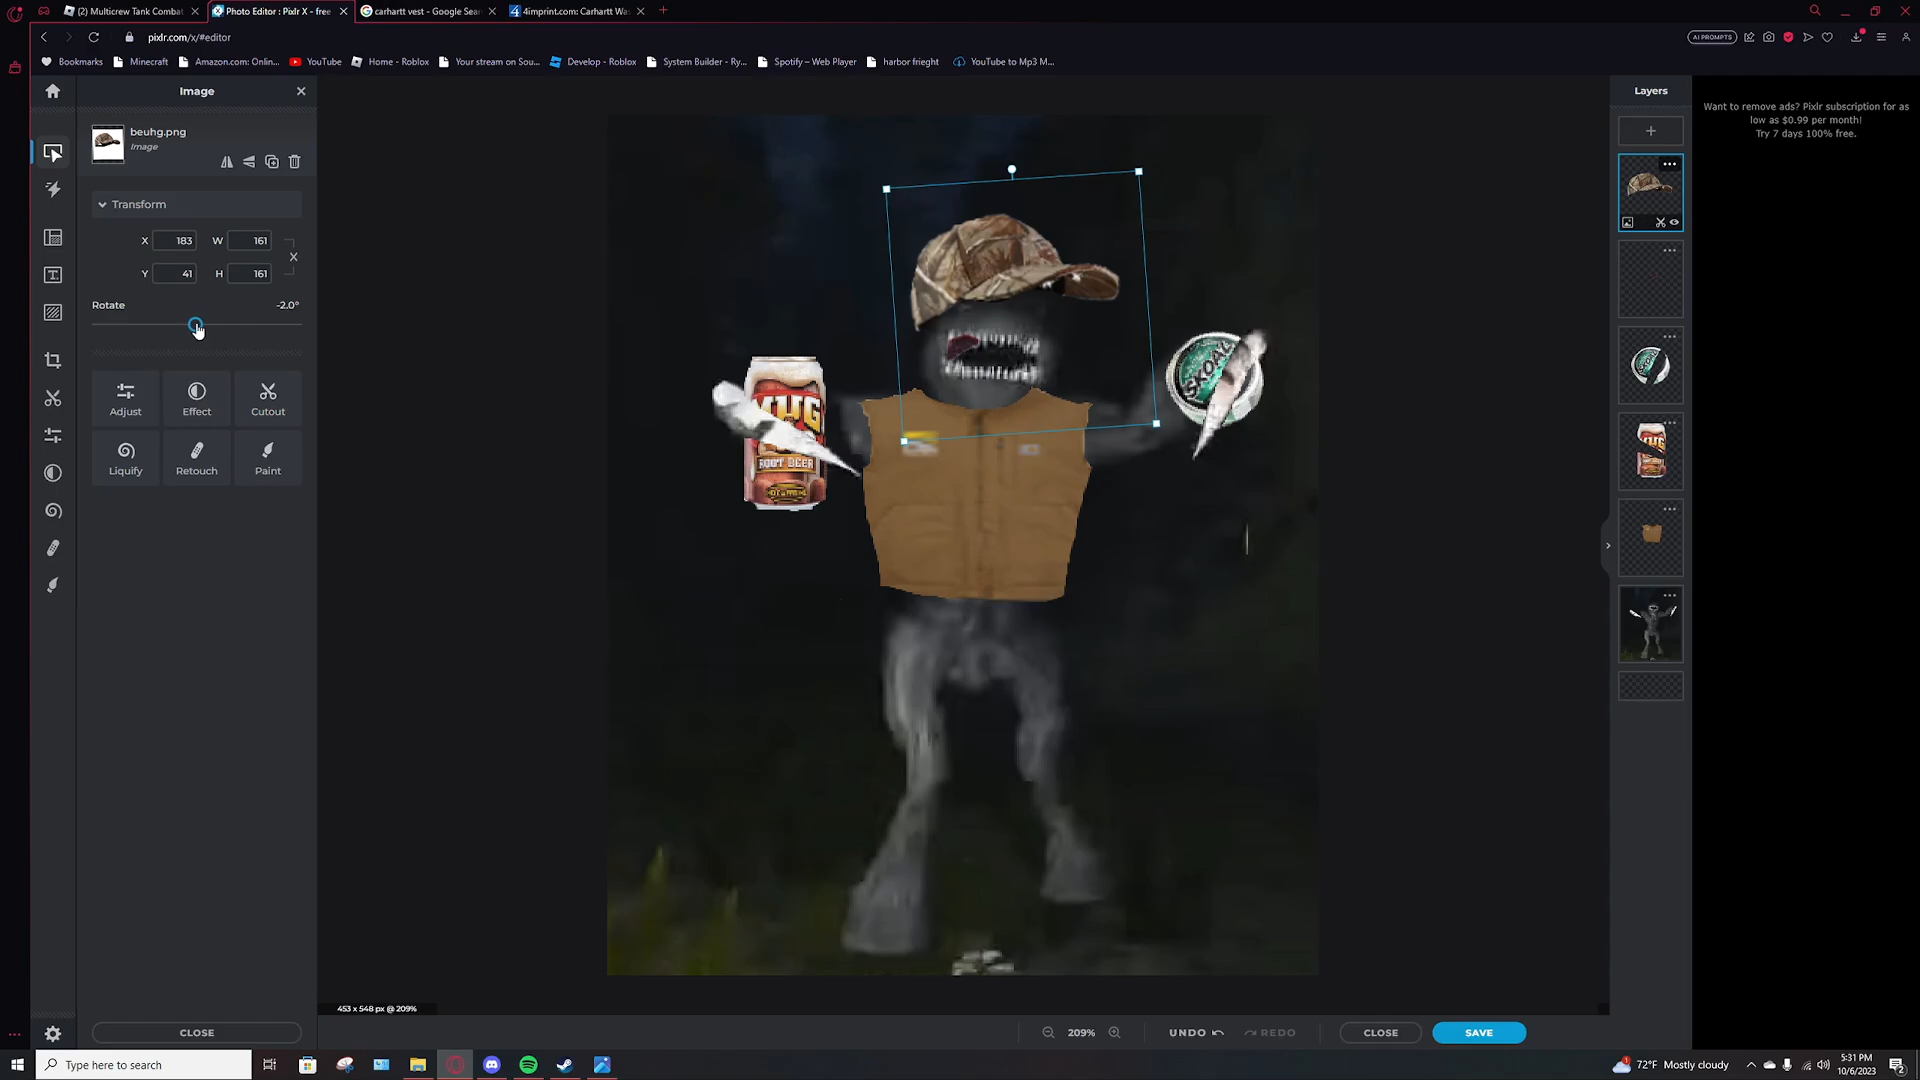 (2) Multicrew Tank Combat
Photo Editor : Pixlr X - free
carhartt vest - Google Sear
4imprint.com: Carhartt Wa
pixlr.com/x/#editor
AI PROMPTS
Bookmarks
Minecraft
Amazon.com: Onlin...
YouTube
Home - Roblox
Your stream on Sou...
Develop - Roblox
System Builder - Ry...
Spotify – Web Player
harbor frieght
YouTube to Mp3 M...
Image
beuhg.png
Image
Transform
X 183 W 161
Y 41 H 161
Rotate -2.0°
Adjust
Effect
Cutout
Liquify
Retouch
Paint
CLOSE
MUG
ROOT BEER
SKOAL
453 x 548 px @ 209%
209%
UNDO
REDO
CLOSE
SAVE
Layers
Want to remove ads? Pixlr subscription for as
low as $0.99 per month!
Try 7 days 100% free.
Type here to search
1
72°F Mostly cloudy
5:31 PM
10/6/2023
2